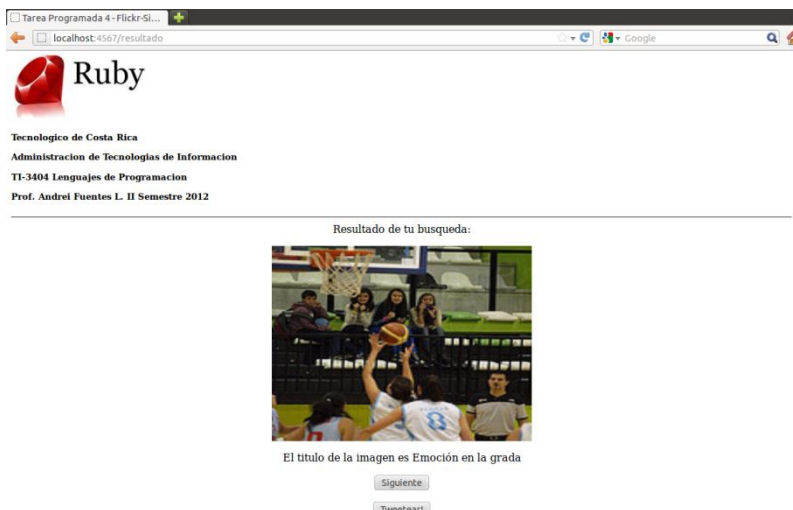 Tarea Programada 4 - Flickr-Si...
localhost:4567/resultado
Google
Ruby
Tecnologico de Costa Rica
Administracion de Tecnologias de Informacion
TI-3404 Lenguajes de Programacion
Prof. Andrei Fuentes L. II Semestre 2012
Resultado de tu busqueda:
8
El titulo de la imagen es Emoción en la grada
Siguiente
Tweetear!